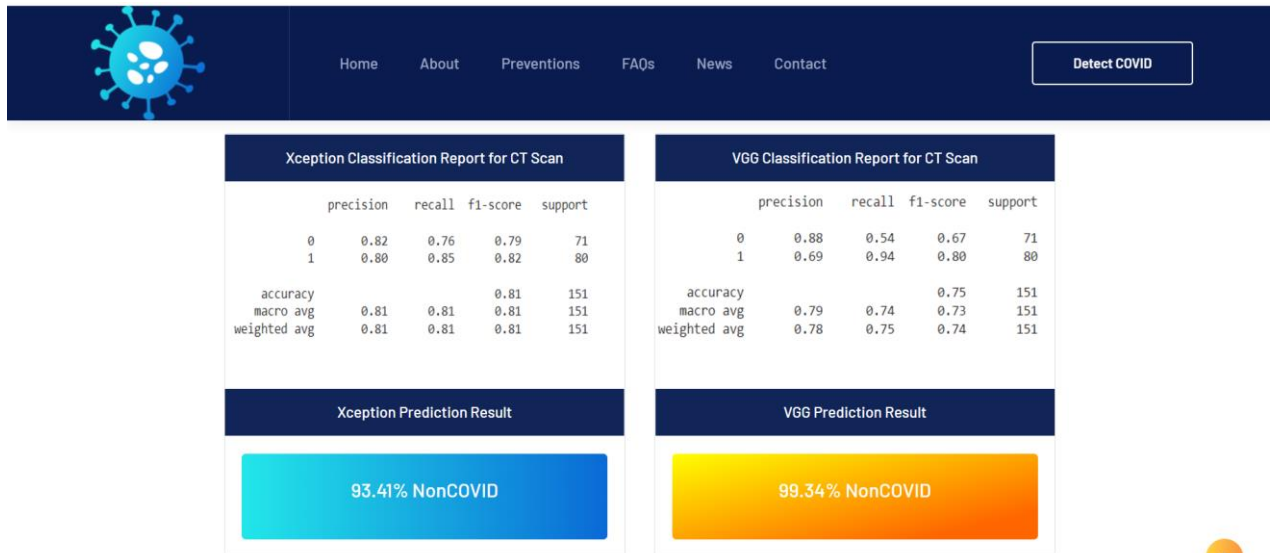 Home About Preventions FAQs News Contact Detect COVID
Xception Classification Report for CT Scan
precision recall f1-score support
0 0.82 0.76 0.79 71
1 0.80 0.85 0.82 80
accuracy 0.81 151
macro avg 0.81 0.81 0.81 151
weighted avg 0.81 0.81 0.81 151
VGG Classification Report for CT Scan
precision recall f1-score support
0 0.88 0.54 0.67 71
1 0.69 0.94 0.80 80
accuracy 0.75 151
macro avg 0.79 0.74 0.73 151
weighted avg 0.78 0.75 0.74 151
Xception Prediction Result
93.41% NonCOVID
VGG Prediction Result
99.34% NonCOVID